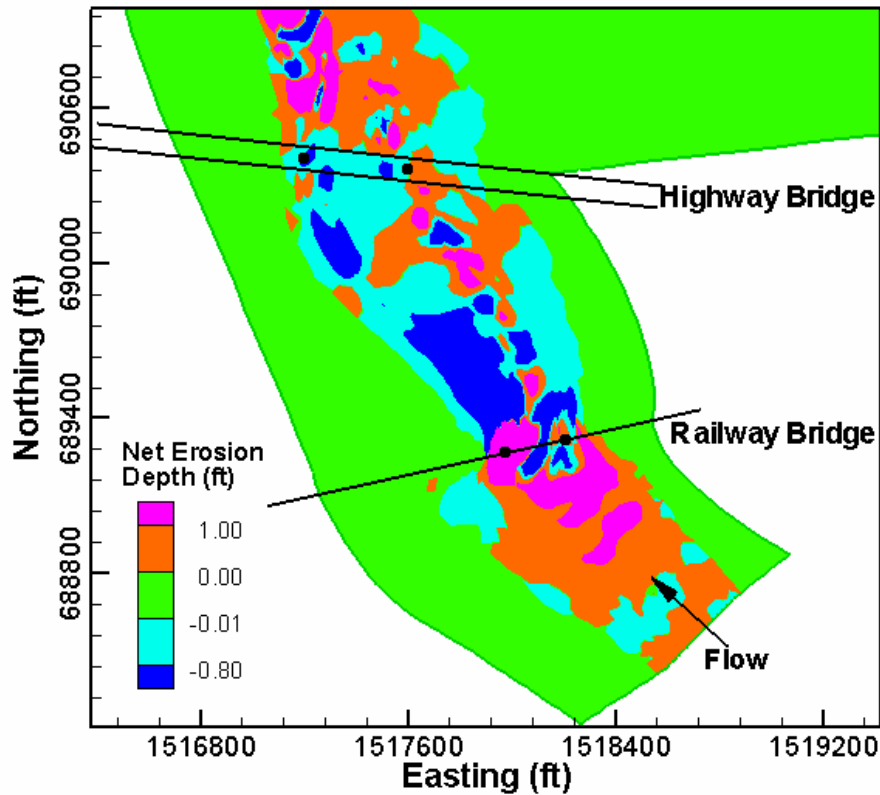 690600
Highway Bridge
690000
Northing (ft)
689400
Railway Bridge
Net Erosion
Depth (ft)
1.00
0.00
-0.01
-0.80
688800
Flow
1516800
1517600
1518400
1519200
Easting (ft)